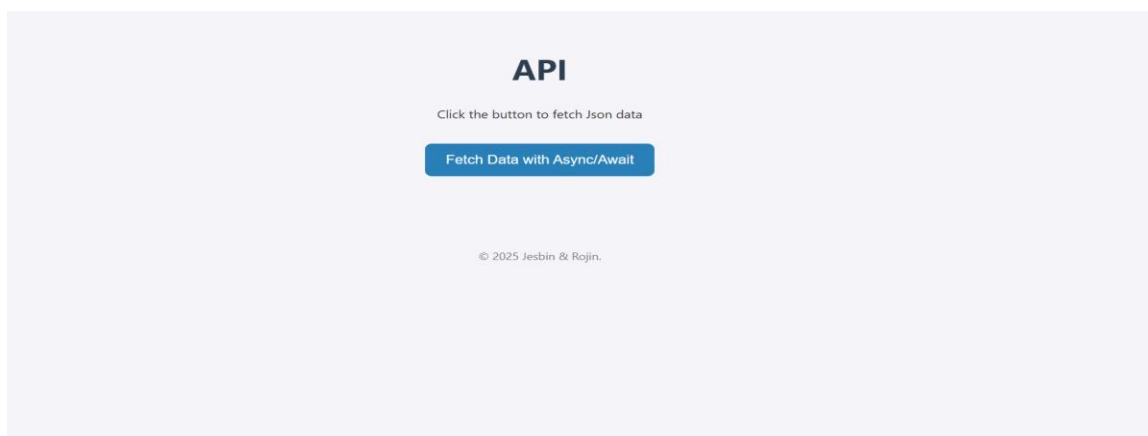 API
Click the button to fetch Json data
Fetch Data with Async/Await
© 2025 Jesbin & Rojin.